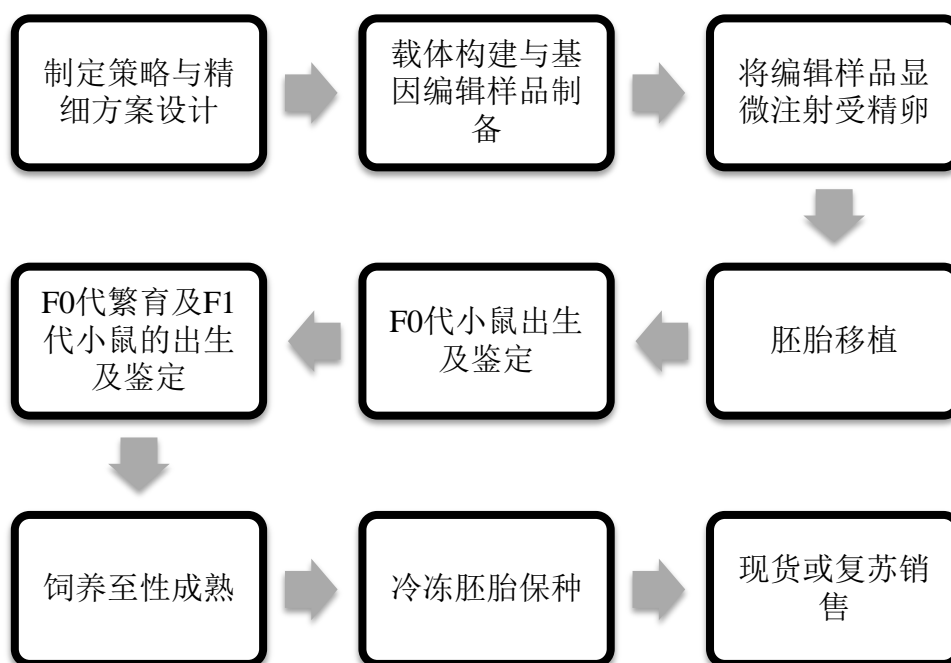 制定策略与精
细方案设计
载体构建与基
因编辑样品制
备
将编辑样品显
微注射受精卵
胚胎移植
F0代小鼠出生
及鉴定
F0代繁育及F1
代小鼠的出生
及鉴定
饲养至性成熟
冷冻胚胎保种
现货或复苏销
售